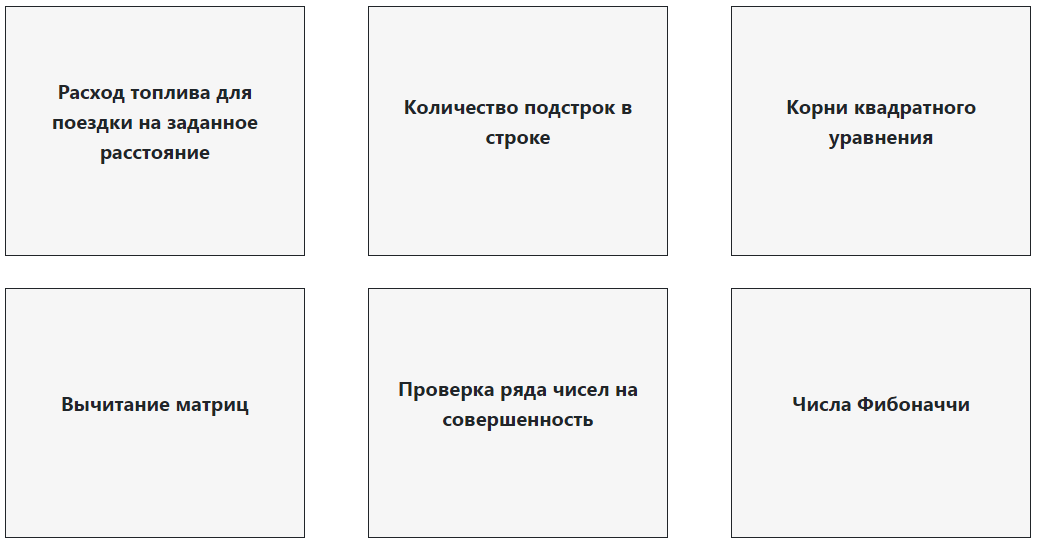 Расход топлива для
поездки на заданное
расстояние
Количество подстрок в
строке
Корни квадратного
уравнения
Вычитание матриц
Проверка ряда чисел на
совершенность
Числа Фибоначчи